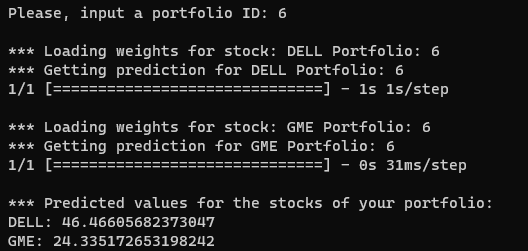 Please, input a portfolio ID: 6
*** Loading weights for stock: DELL Portfolio: 6
*** Getting prediction for DELL Portfolio: 6
1/1 [==============================] - 1s 1s/step
*** Loading weights for stock: GME Portfolio: 6
*** Getting prediction for GME Portfolio: 6
1/1 [==============================] - 0s 31ms/step
*** Predicted values for the stocks of your portfolio:
DELL: 46.46605682373047
GME: 24.335172653198242